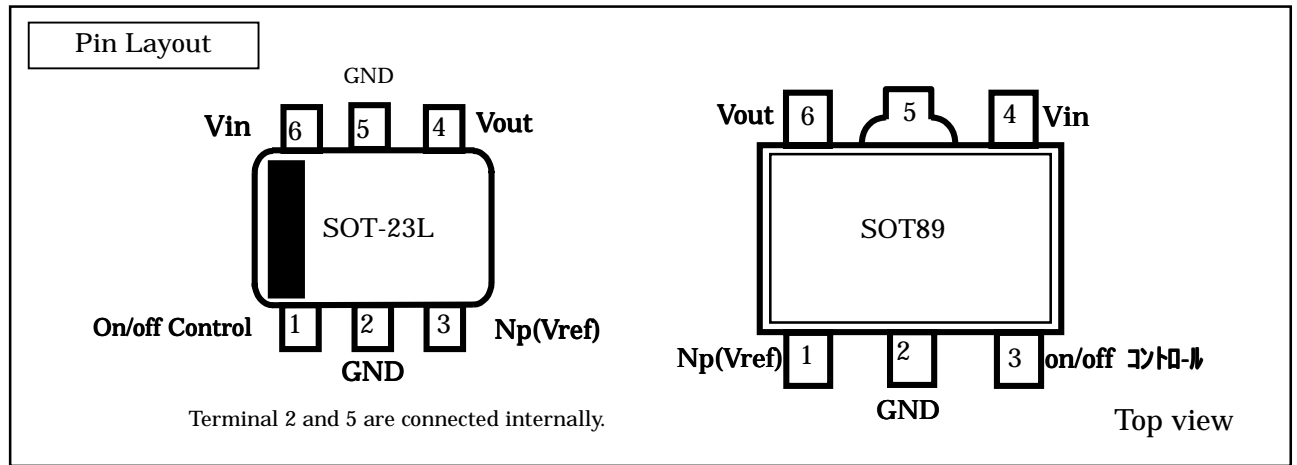 Pin Layout
GND
Vin 6 5 4 Vout
SOT-23L
On/off Control 1 2 3 Np(Vref)
GND
Terminal 2 and 5 are connected internally.
Vout 6 5 4 Vin
SOT89
Np(Vref) 1 2 3 on/off コントロール
GND
Top view